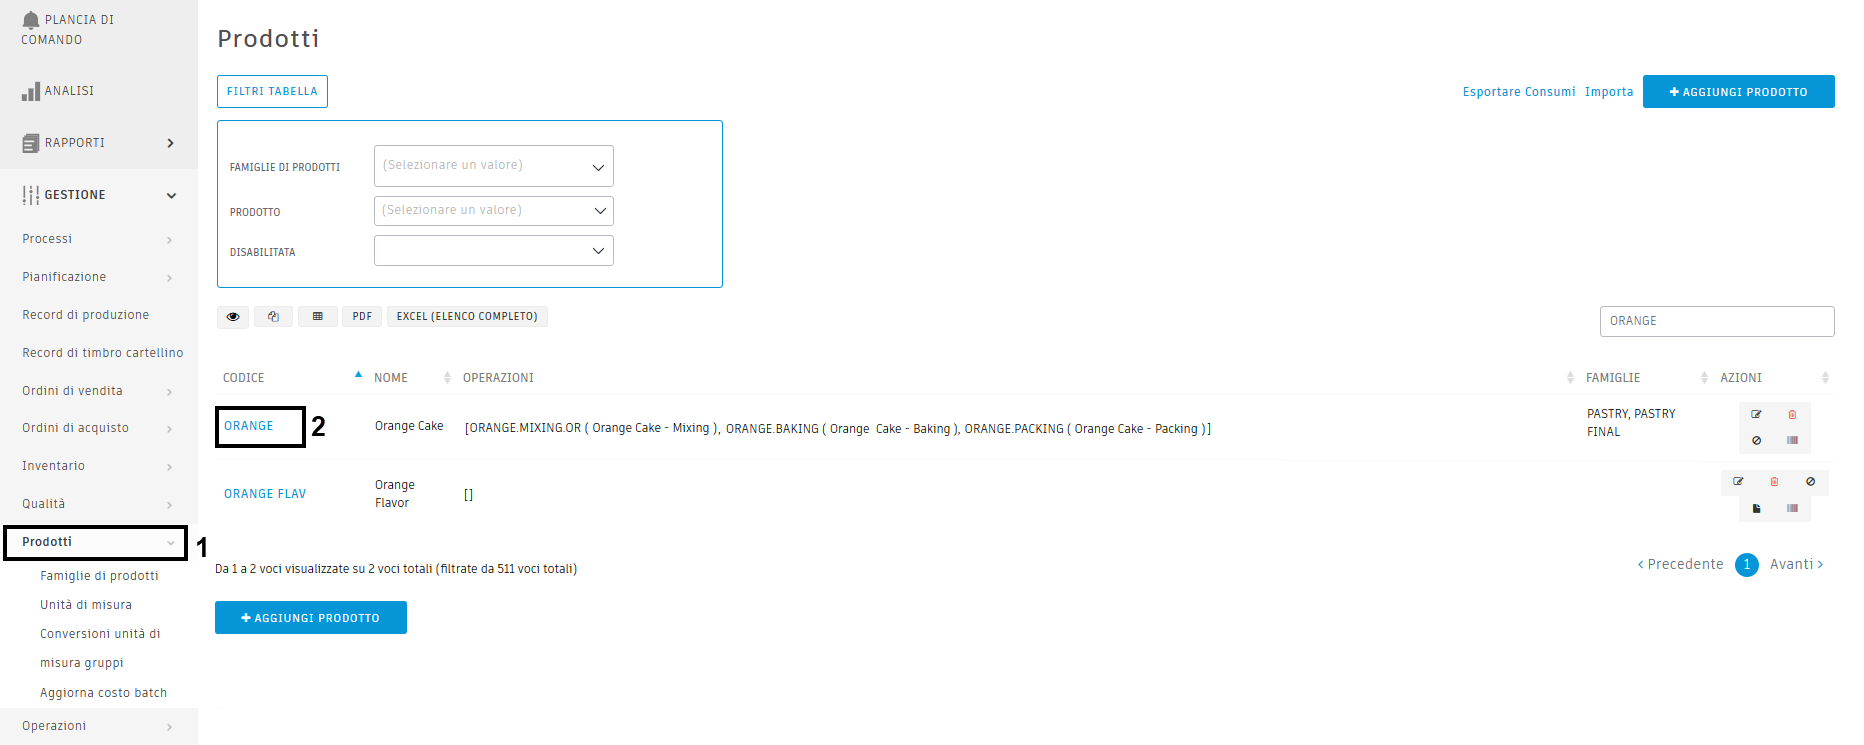 PLANCIA DI
COMANDO
ANALISI
RAPPORTI
GESTIONE
Processi
Pianificazione
Record di produzione
Record di timbro cartellino
Ordini di vendita
Ordini di acquisto
Inventario
Qualità
Prodotti
1
Famiglie di prodotti
Unità di misura
Conversioni unità di
misura gruppi
Aggiorna costo batch
Operazioni
Prodotti
FILTRI TABELLA
Esportare Consumi Importa + AGGIUNGI PRODOTTO
FAMIGLIE DI PRODOTTI (Selezionare un valore)
PRODOTTO (Selezionare un valore)
DISABILITATA
PDF EXCEL (ELENCO COMPLETO)
ORANGE
CODICE NOME OPERAZIONI FAMIGLIE AZIONI
ORANGE 2 Orange Cake [ORANGE.MIXING.OR ( Orange Cake - Mixing ), ORANGE.BAKING ( Orange Cake - Baking ), ORANGE.PACKING ( Orange Cake - Packing )] PASTRY, PASTRY
FINAL
ORANGE FLAV Orange
Flavor []
Da 1 a 2 voci visualizzate su 2 voci totali (filtrate da 511 voci totali)
< Precedente 1 Avanti >
+ AGGIUNGI PRODOTTO